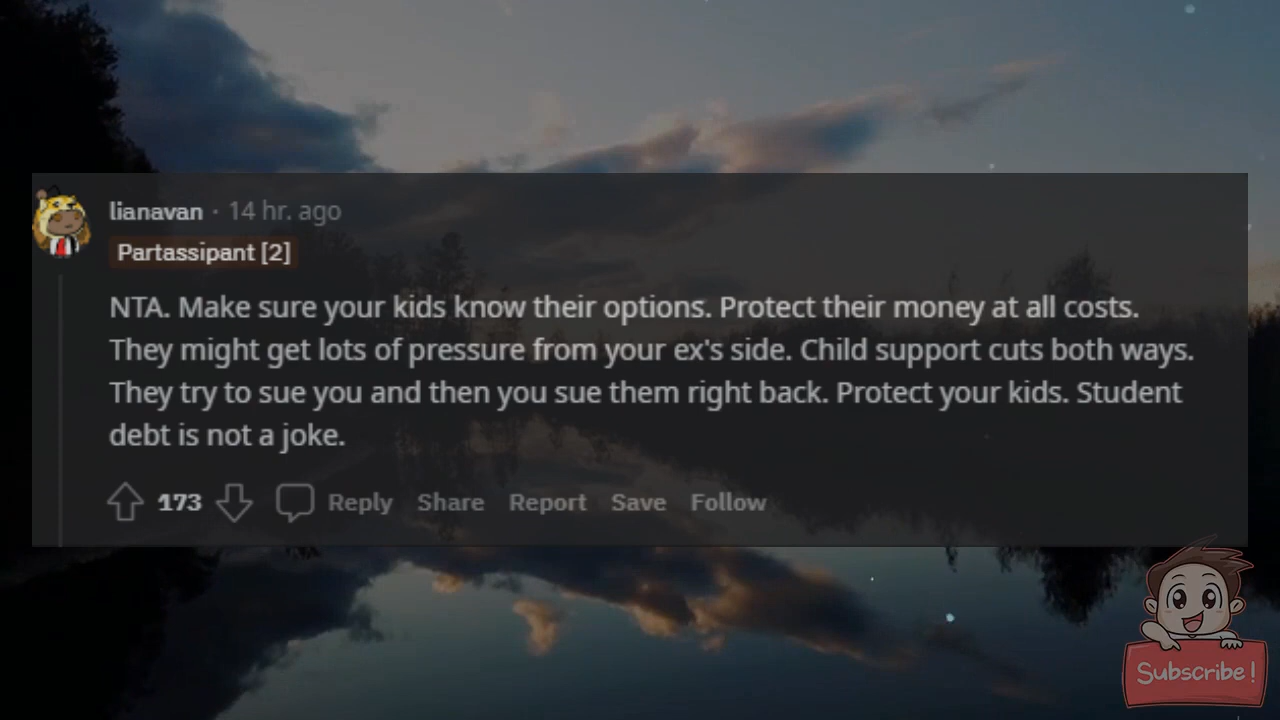 lianavan · 14 hr. ago
Partassipant [2]
NTA. Make sure your kids know their options. Protect their money at all costs.
They might get lots of pressure from your ex's side. Child support cuts both ways.
They try to sue you and then you sue them right back. Protect your kids. Student
debt is not a joke.
173 Reply Share Report Save Follow
Subscribe!